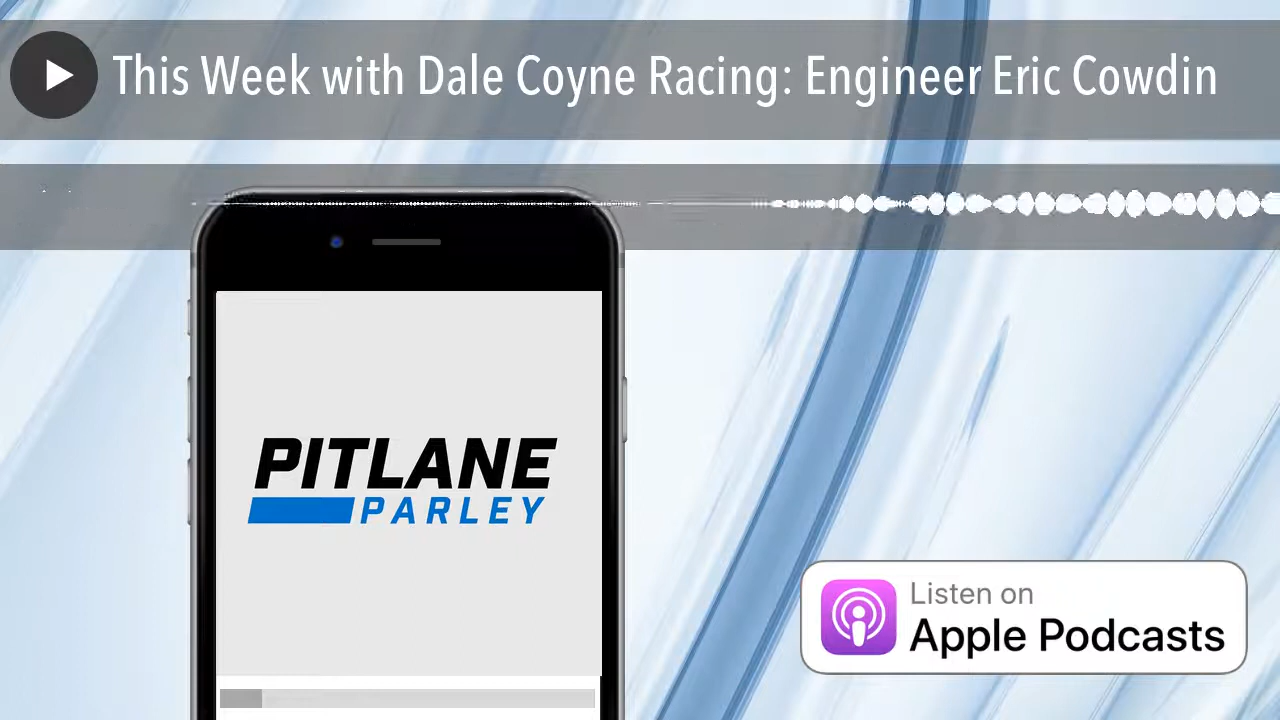 This Week with Dale Coyne Racing: Engineer Eric Cowdin
PITLANE
PARLEY
Listen on
Apple Podcasts